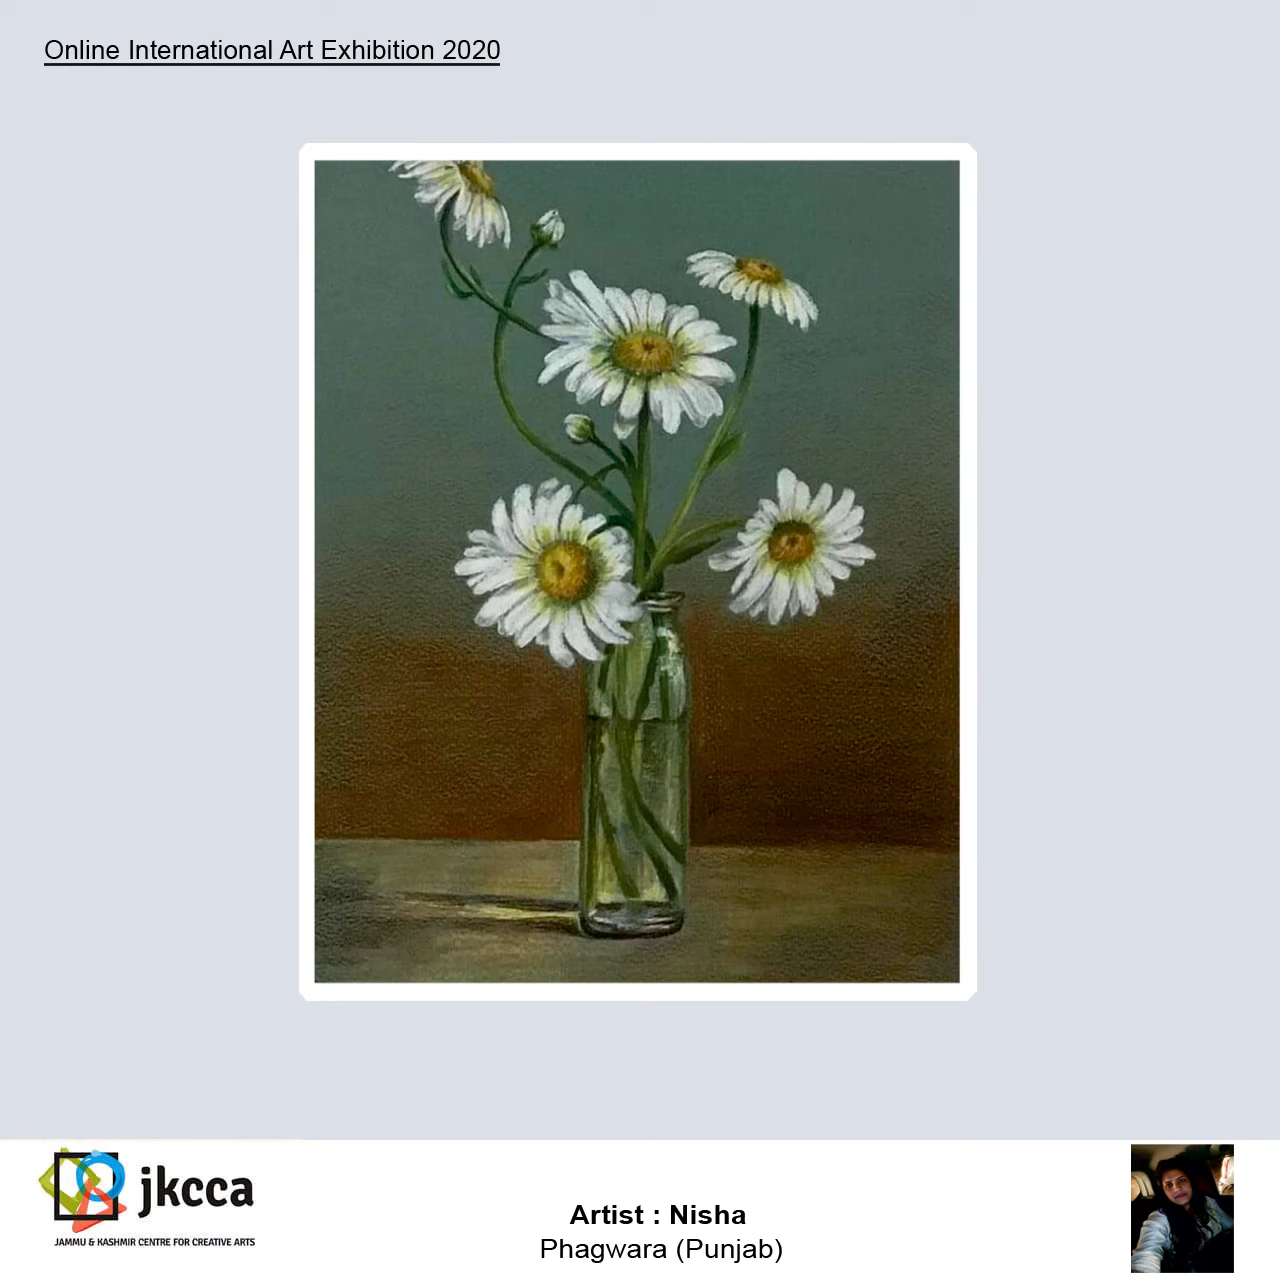 Online International Art Exhibition 2020
jkcca
JAMMU & KASHMIR CENTRE FOR CREATIVE ARTS
Artist : Nisha
Phagwara (Punjab)